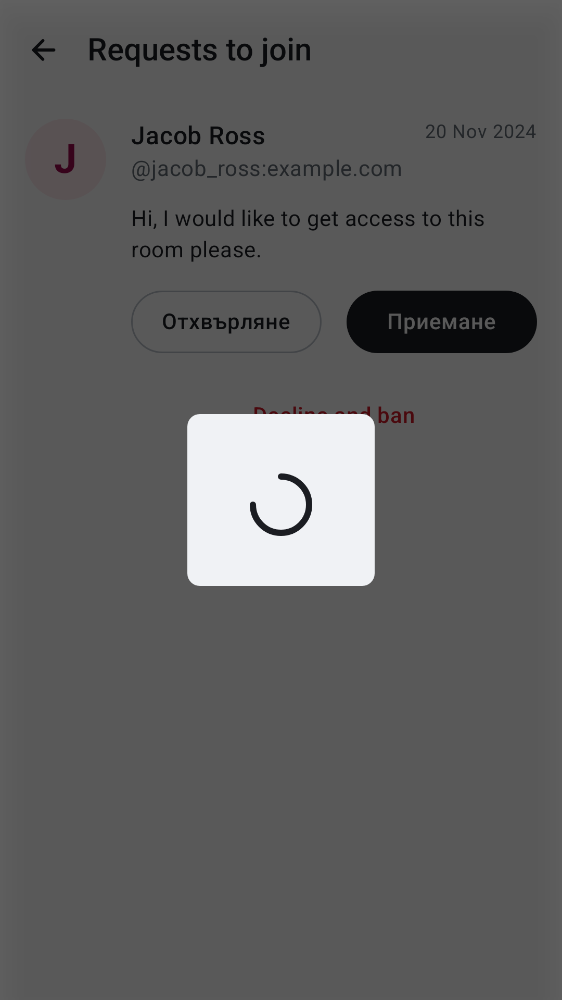 Requests to join
J
Jacob Ross
20 Nov 2024
@jacob_ross:example.com
Hi, I would like to get access to this
room please.
Отхвърляне
Приемане
Decline and ban